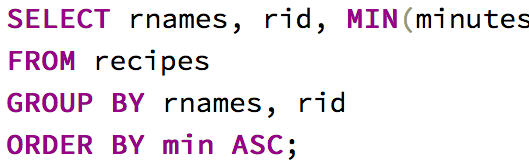 SELECT rnames, rid, MIN(minutes
FROM recipes
GROUP BY rnames, rid
ORDER BY min ASC;